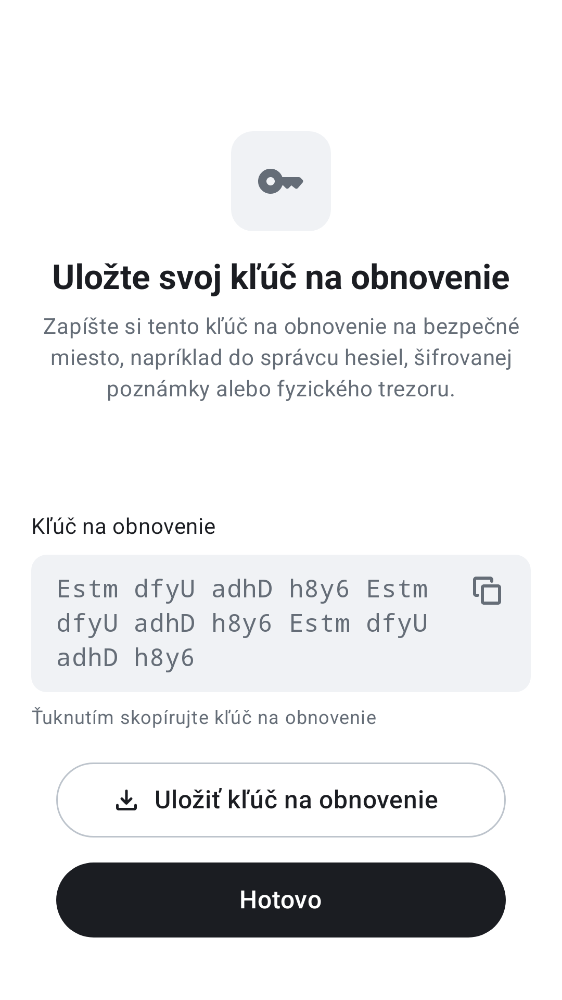 Uložte svoj kľúč na obnovenie
Zapíšte si tento kľúč na obnovenie na bezpečné
miesto, napríklad do správcu hesiel, šifrovanej
poznámky alebo fyzického trezoru.
Kľúč na obnovenie
Estm dfyU adhD h8y6 Estm
dfyU adhD h8y6 Estm dfyU
adhD h8y6
Ťuknutím skopírujte kľúč na obnovenie
Uložiť kľúč na obnovenie
Hotovo